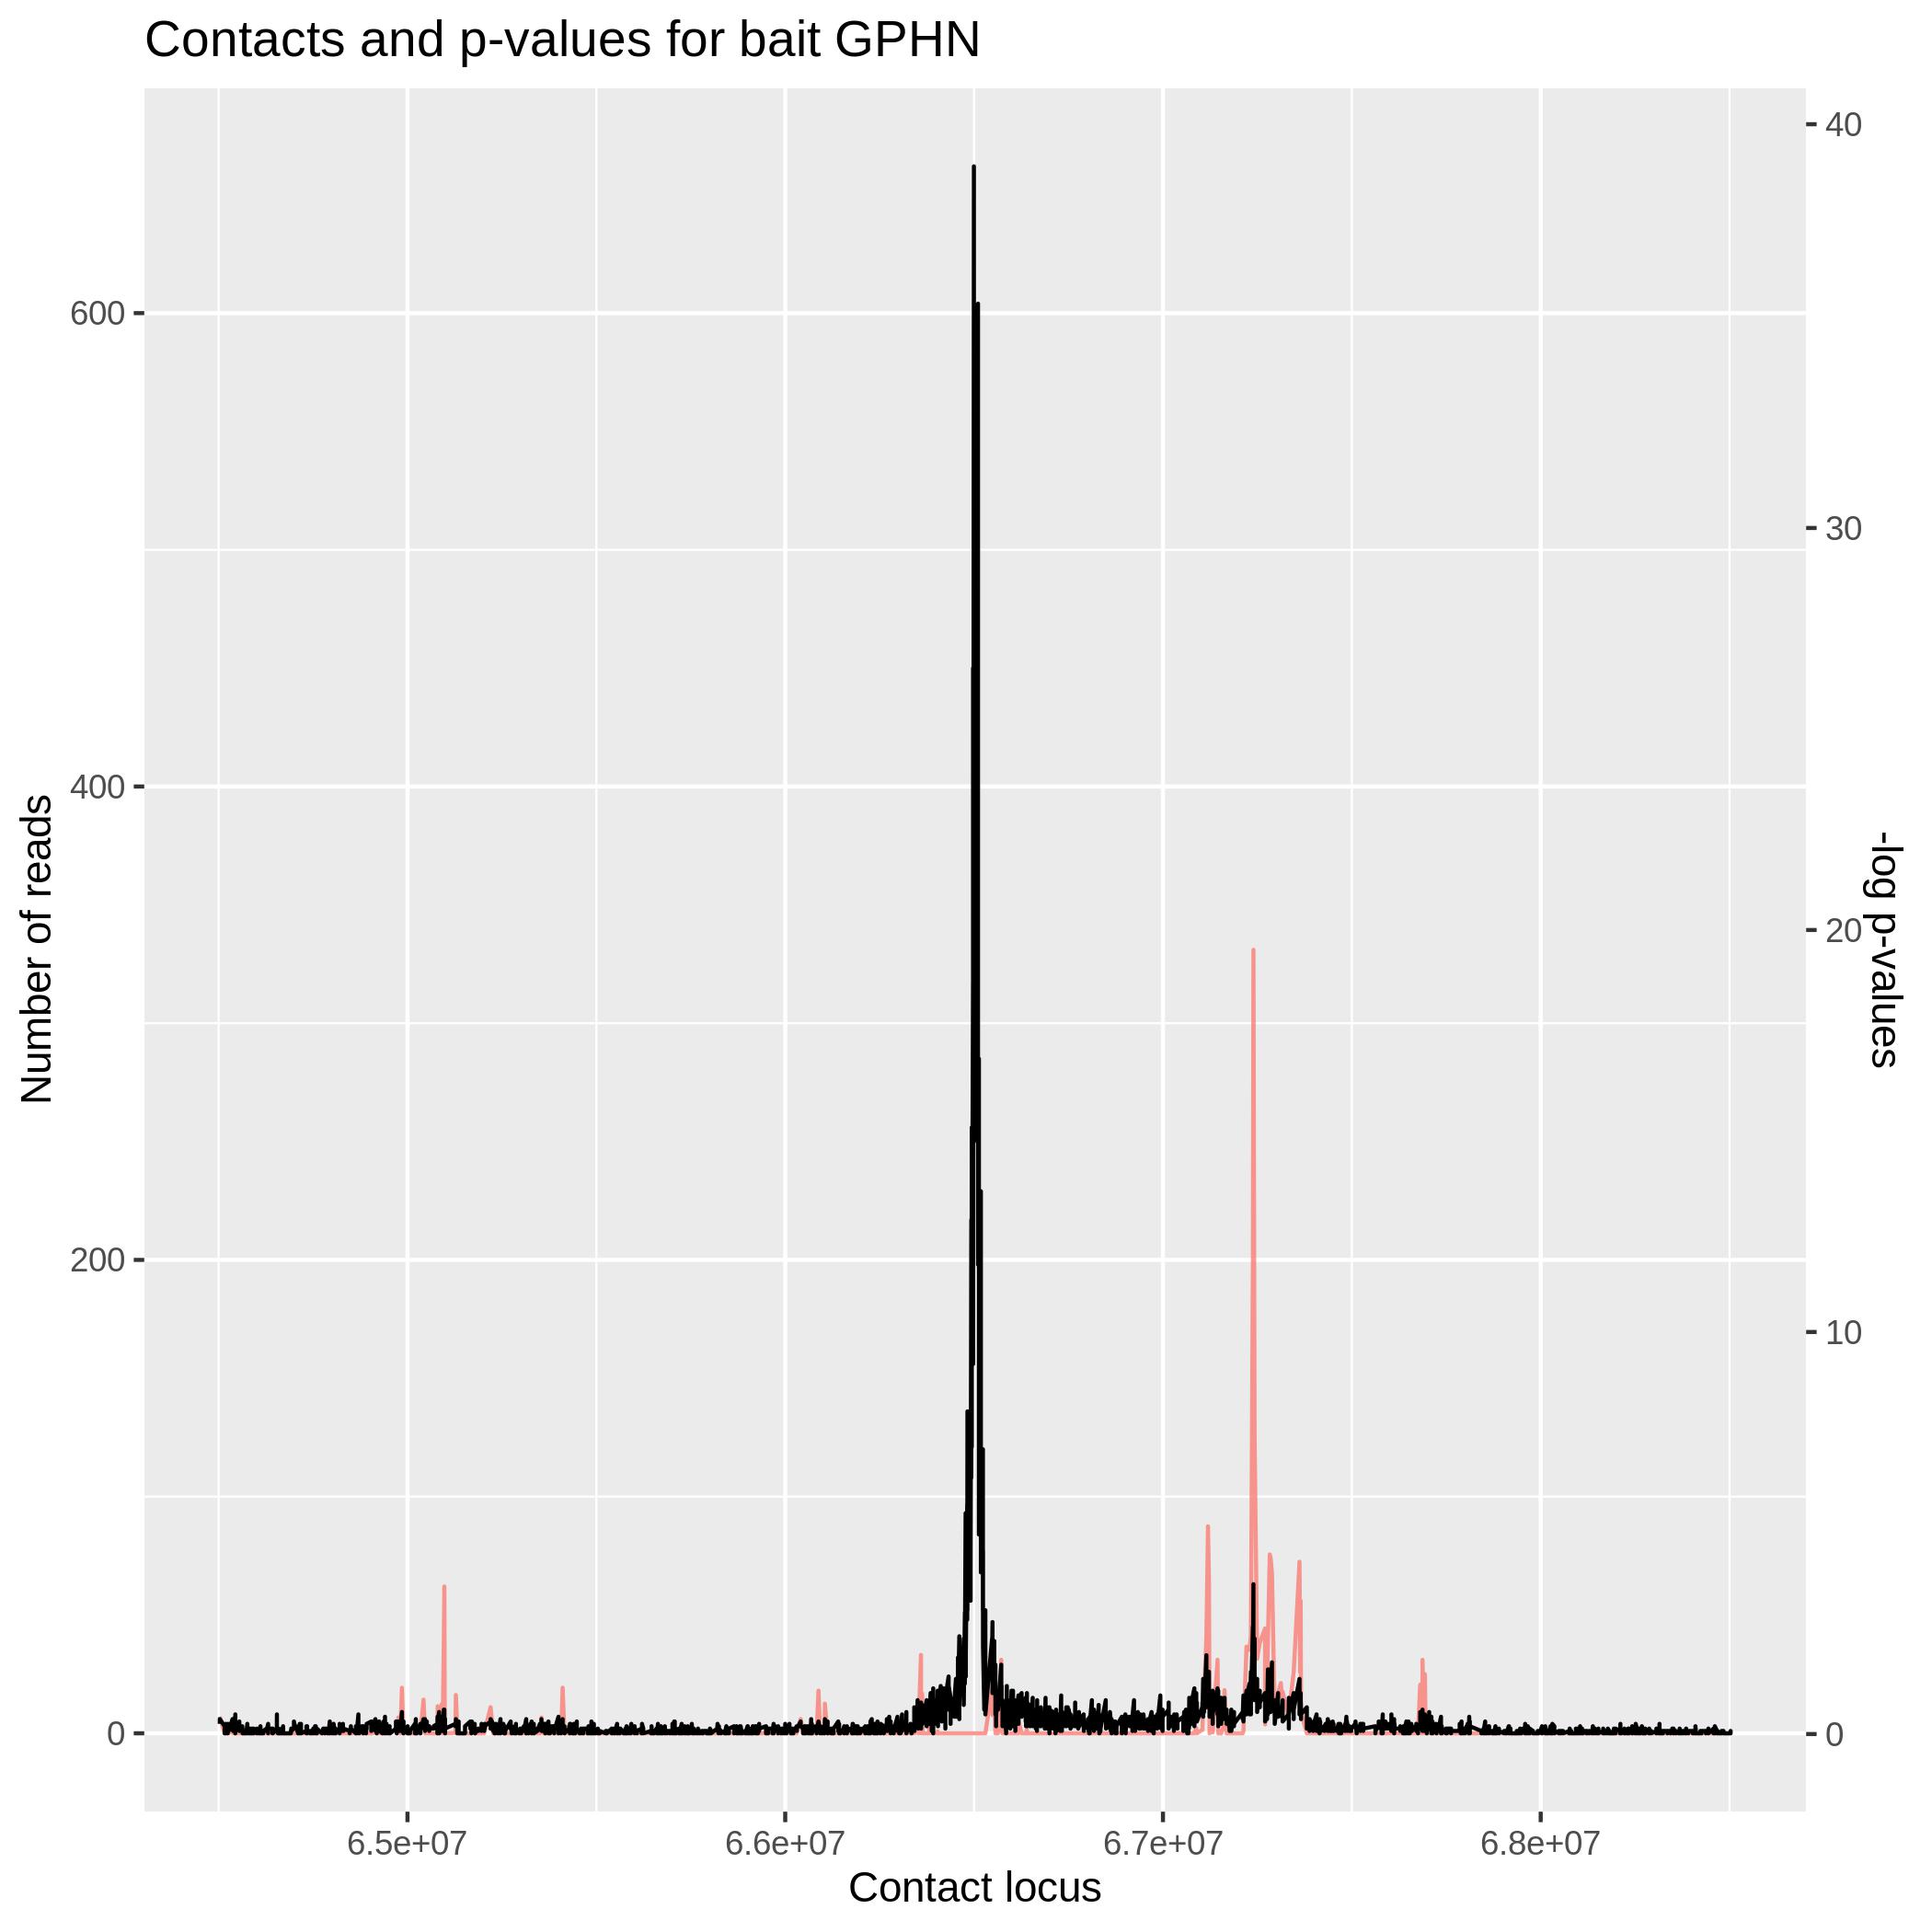 Contacts and p-values for bait GPHN
Number of reads
600
400
200
0
40
30
20
10
0
-log p-values
6.5e+07
6.6e+07
6.7e+07
6.8e+07
Contact locus